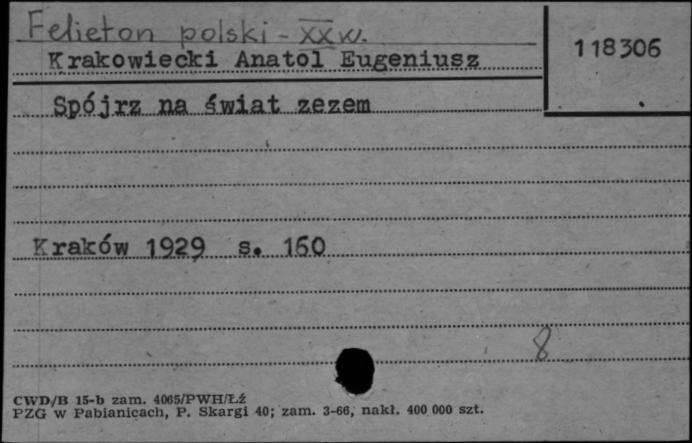 Felieton polski - XX w.
118306
Krakowiecki Anatol Eugeniusz
Spójrz na świat zezem
Kraków 1929 s. 160
8
CWD/B 15-b zam. 4065/PWH/Łź
PZG w Pabianicach, P. Skargi 40; zam. 3-66, nakł. 400 000 szt.